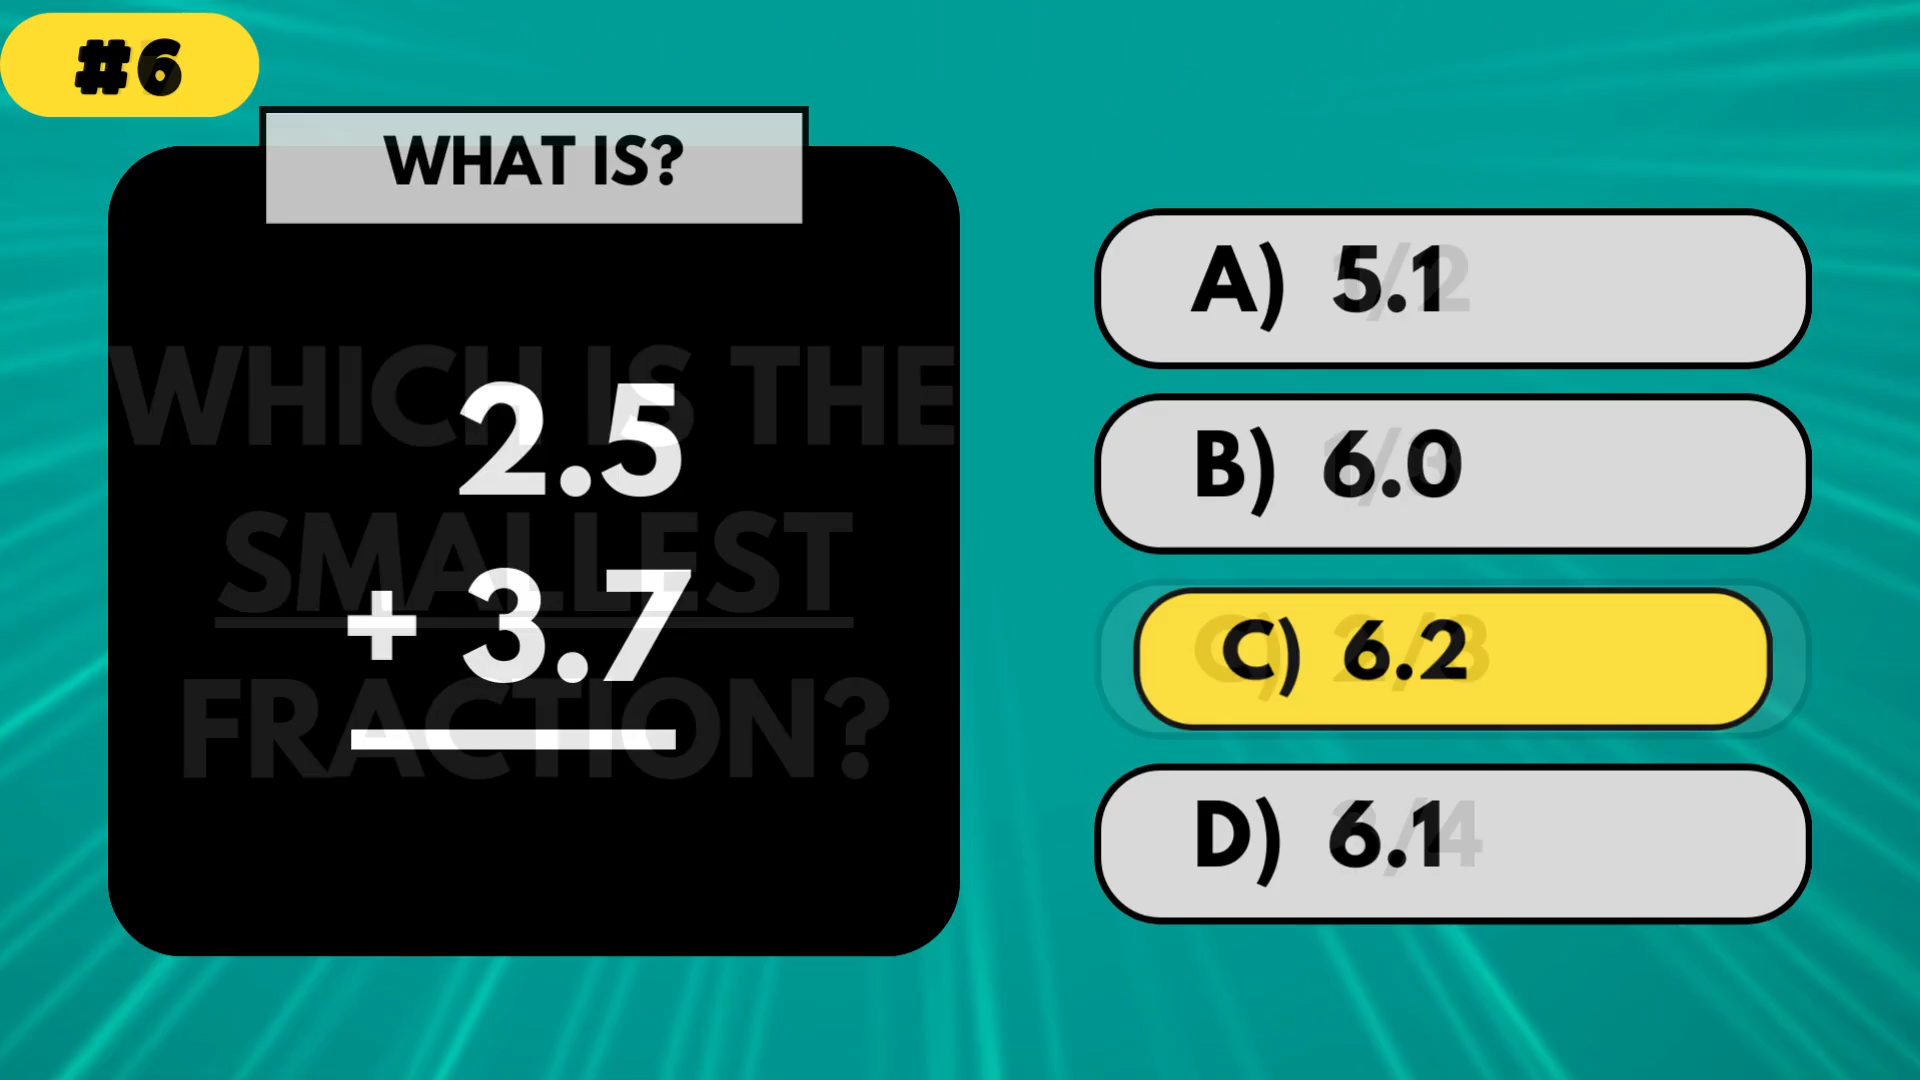 #6
WHAT IS?
2.5
+ 3.7
WHICH IS THE
SMALLEST
FRACTION?
A) 5.1
B) 6.0
C) 6.2
D) 6.1